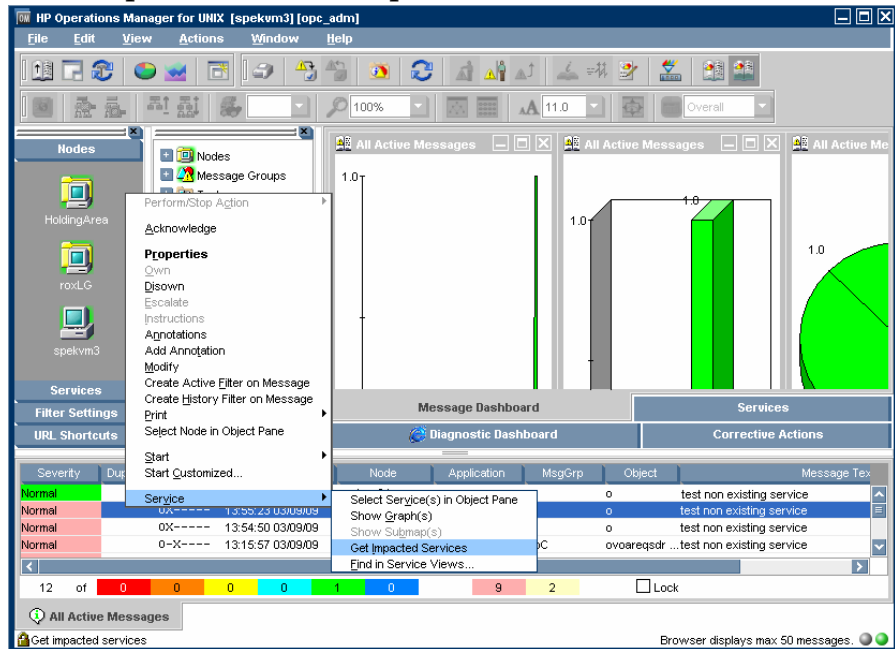 HP Operations Manager for UNIX [spekvm3] [opc_adm]
File Edit View Actions Window Help
100% 11.0 Overall
Nodes
HoldingArea
roxLG
spekvm3
Services
Filter Settings
URL Shortcuts
Nodes
Message Groups
Perform/Stop Action
Acknowledge
Properties
Own
Disown
Escalate
Instructions
Annotations
Add Annotation
Modify
Create Active Filter on Message
Create History Filter on Message
Print
Select Node in Object Pane
Start
Start Customized...
Service
Select Service(s) in Object Pane
Show Graph(s)
Show Submap(s)
Get Impacted Services
Find in Service Views...
All Active Messages
1.0
All Active Messages
1.0
1.0
All Active Me
1.0
Message Dashboard Services
Diagnostic Dashboard Corrective Actions
Severity Dup Node Application MsgGrp Object Message Tex
Normal o test non existing service
Normal 0X----- 13:55:23 03/09/09 o test non existing service
Normal 0X----- 13:54:50 03/09/09 o test non existing service
Normal 0-X---- 13:15:57 03/09/09 oC ovoareqsdr ... test non existing service
12 of 0 0 0 0 1 0 9 2 Lock
All Active Messages
Get impacted services Browser displays max 50 messages.